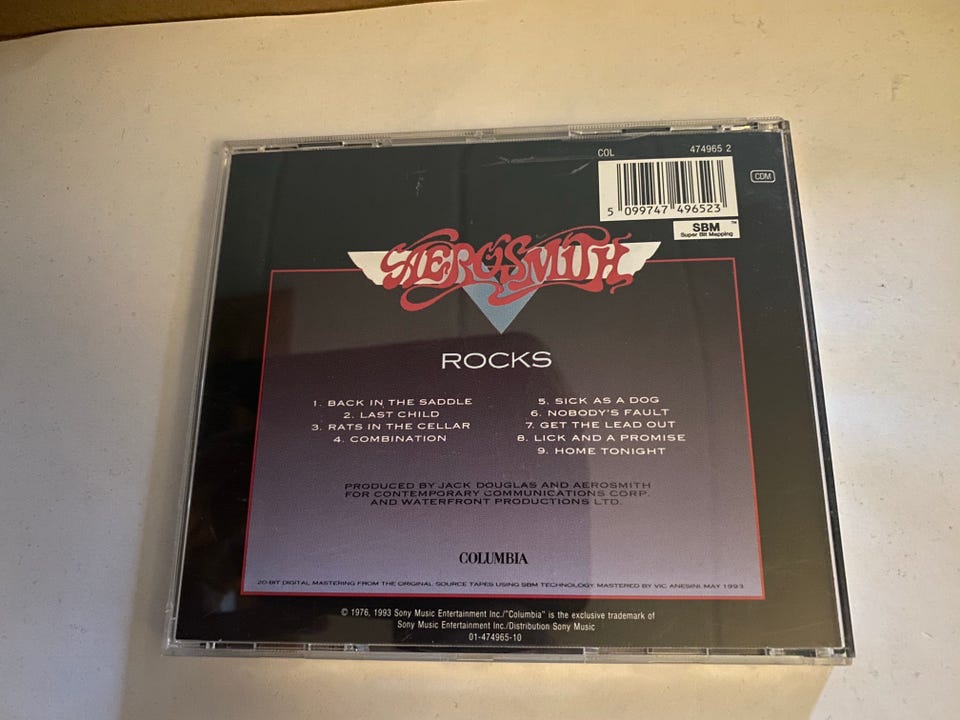 COL 474965 2
CDM
5 099747 496523
SBM™
Super Bit Mapping
AEROSMITH
ROCKS
1. BACK IN THE SADDLE
2. LAST CHILD
3. RATS IN THE CELLAR
4. COMBINATION
5. SICK AS A DOG
6. NOBODY'S FAULT
7. GET THE LEAD OUT
8. LICK AND A PROMISE
9. HOME TONIGHT
PRODUCED BY JACK DOUGLAS AND AEROSMITH
FOR CONTEMPORARY COMMUNICATIONS CORP.
AND WATERFRONT PRODUCTIONS LTD.
COLUMBIA
20-BIT DIGITAL MASTERING FROM THE ORIGINAL SOURCE TAPES USING SBM TECHNOLOGY. MASTERED BY VIC ANESINI, MAY 1993
© 1976, 1993 Sony Music Entertainment Inc./"Columbia" is the exclusive trademark of
Sony Music Entertainment Inc./Distribution Sony Music
01-474965-10